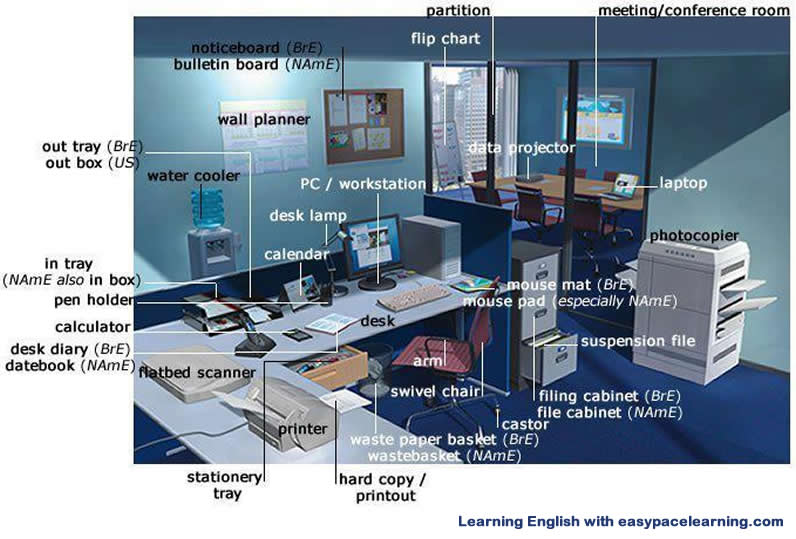 partition
meeting/conference room
flip chart
noticeboard (BrE)
bulletin board (NAmE)
wall planner
out tray (BrE)
out box (US)
data projector
water cooler
PC / workstation
laptop
desk lamp
photocopier
calendar
in tray
(NAmE also in box)
mouse mat (BrE)
mouse pad (especially NAmE)
pen holder
desk
calculator
suspension file
desk diary (BrE)
datebook (NAmE)
arm
flatbed scanner
swivel chair
filing cabinet (BrE)
file cabinet (NAmE)
castor
printer
waste paper basket (BrE)
wastebasket (NAmE)
stationery
tray
hard copy /
printout
Learning English with easypacelearning.com